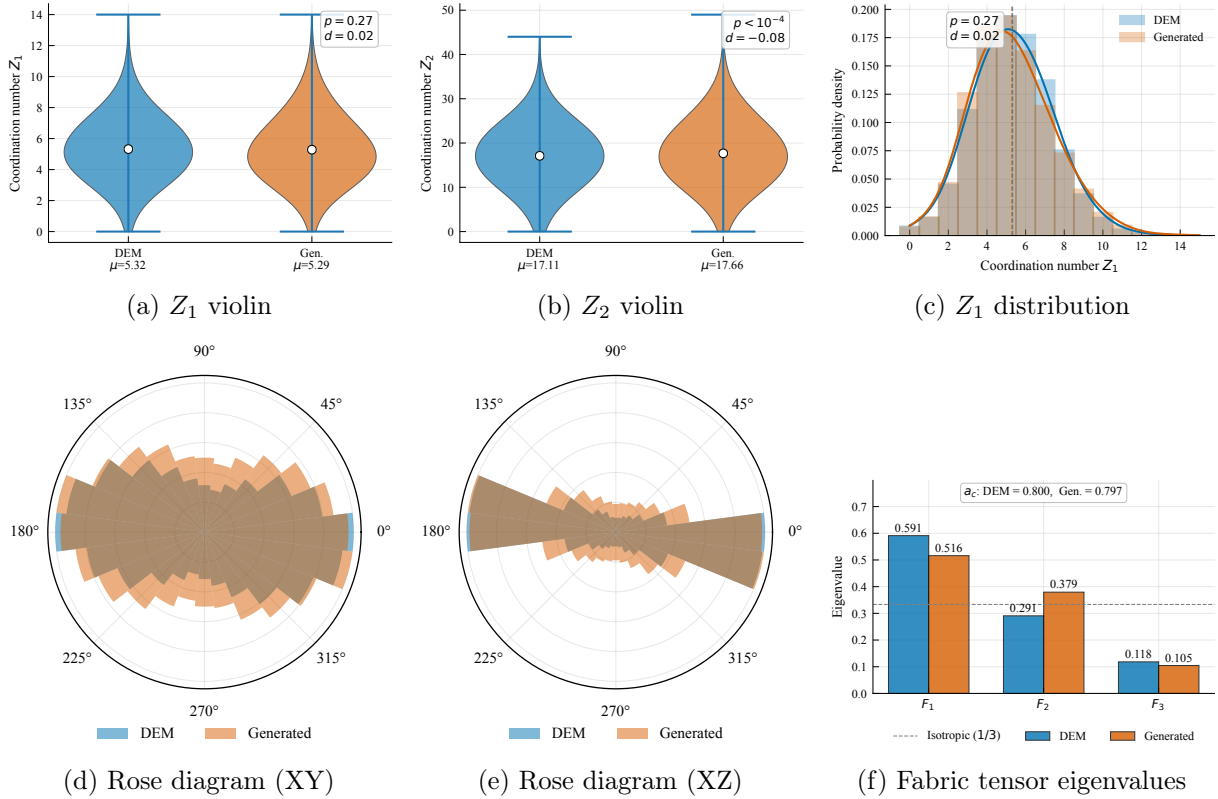 14
12
10
8
6
4
2
0
Coordination number Z₁
p = 0.27
d = 0.02
DEM
μ=5.32
Gen.
μ=5.29
(a) Z₁ violin
50
40
30
20
10
0
Coordination number Z₂
p < 10⁻⁴
d = −0.08
DEM
μ=17.11
Gen.
μ=17.66
(b) Z₂ violin
0.200
0.175
0.150
0.125
0.100
0.075
0.050
0.025
0.000
Probability density
p = 0.27
d = 0.02
DEM
Generated
0 2 4 6 8 10 12 14
Coordination number Z₁
(c) Z₁ distribution
90°
135° 45°
180° 0°
225° 315°
270°
DEM Generated
(d) Rose diagram (XY)
90°
135° 45°
180° 0°
225° 315°
270°
DEM Generated
(e) Rose diagram (XZ)
a_c: DEM = 0.800, Gen. = 0.797
0.7
0.6
0.5
0.4
0.3
0.2
0.1
0.0
Eigenvalue
0.591
0.516
0.291
0.379
0.118
0.105
F₁ F₂ F₃
Isotropic (1/3) DEM Generated
(f) Fabric tensor eigenvalues